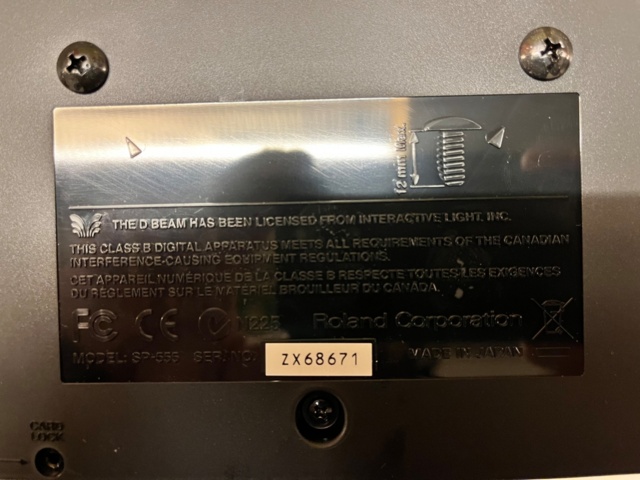 12 mm Max.
THE D BEAM HAS BEEN LICENSED FROM INTERACTIVE LIGHT, INC.
THIS CLASS B DIGITAL APPARATUS MEETS ALL REQUIREMENTS OF THE CANADIAN
INTERFERENCE-CAUSING EQUIPMENT REGULATIONS.
CET APPAREIL NUMÉRIQUE DE LA CLASSE B RESPECTE TOUTES LES EXIGENCES
DU RÈGLEMENT SUR LE MATÉRIEL BROUILLEUR DU CANADA.
FC CE N1225 Roland Corporation
MODEL: SP-555 SER. NO. ZX68671 MADE IN JAPAN
CARD
LOCK